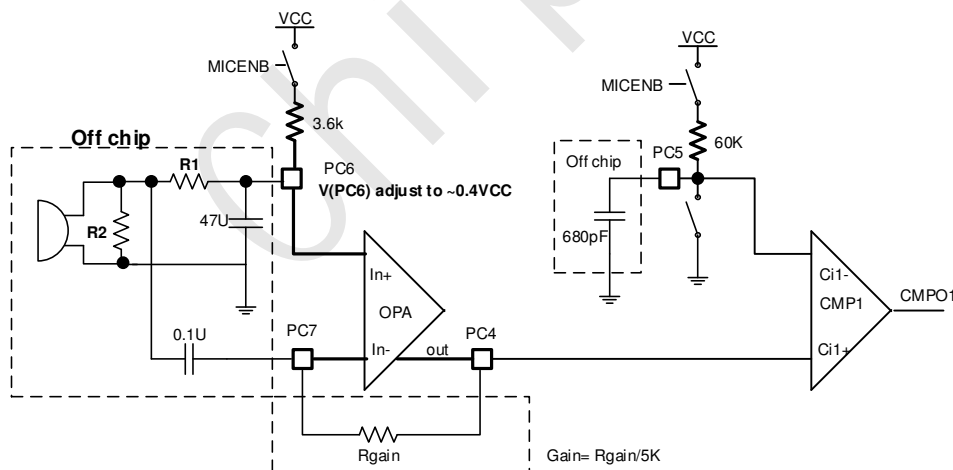 VCC
VCC
MICENB
MICENB
3.6k
60K
Off chip
R1
PC6
V(PC6) adjust to ~0.4VCC
Off chip
PC5
R2
47U
680pF
In+
OPA
Ci1-
CMP1
CMPO1
0.1U
PC7
In-
out
PC4
Ci1+
Rgain
Gain= Rgain/5K